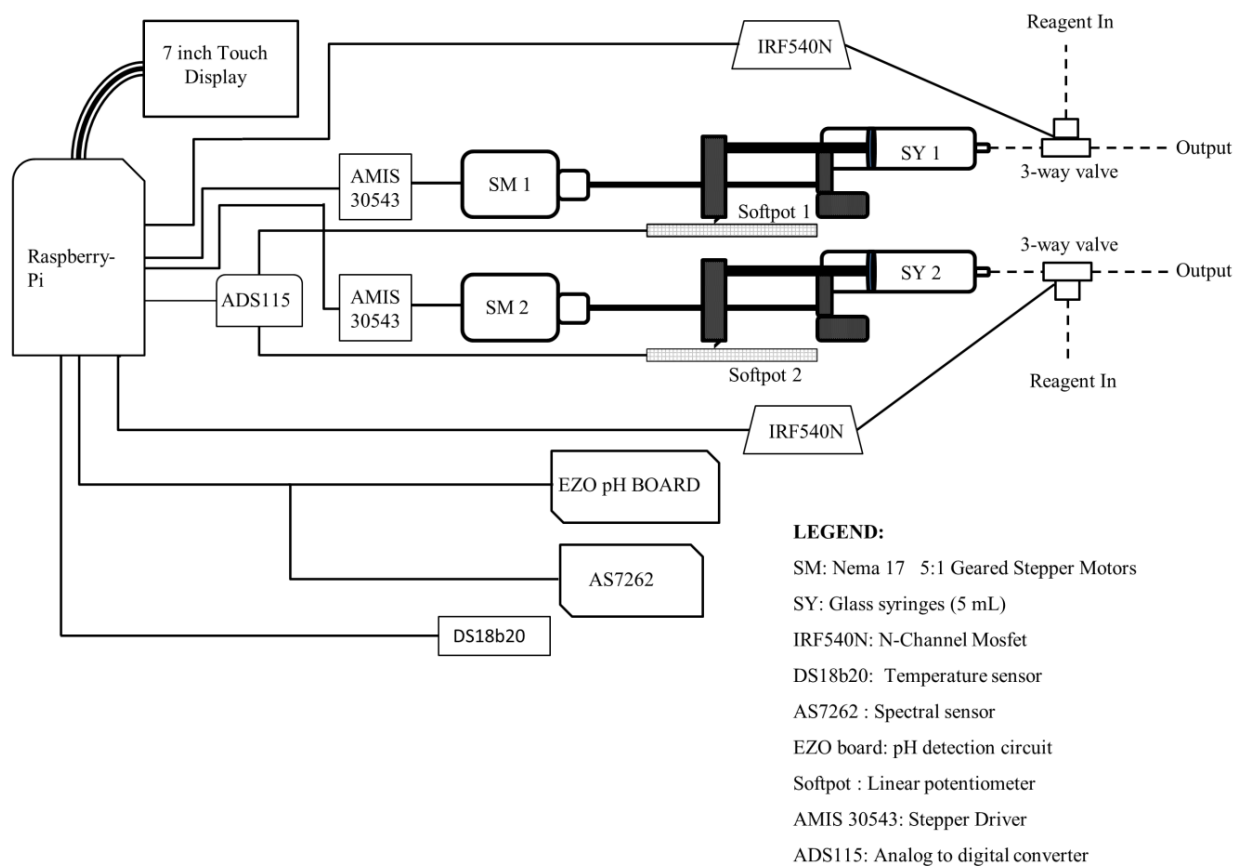 7 inch Touch
Display
IRF540N
Reagent In
AMIS
30543
SM 1
SY 1
Output
3-way valve
Softpot 1
Raspberry-
Pi
ADS115
AMIS
30543
SM 2
SY 2
3-way valve
Output
Softpot 2
Reagent In
IRF540N
EZO pH BOARD
AS7262
DS18b20
LEGEND:
SM: Nema 17 5:1 Geared Stepper Motors
SY: Glass syringes (5 mL)
IRF540N: N-Channel Mosfet
DS18b20: Temperature sensor
AS7262 : Spectral sensor
EZO board: pH detection circuit
Softpot : Linear potentiometer
AMIS 30543: Stepper Driver
ADS115: Analog to digital converter